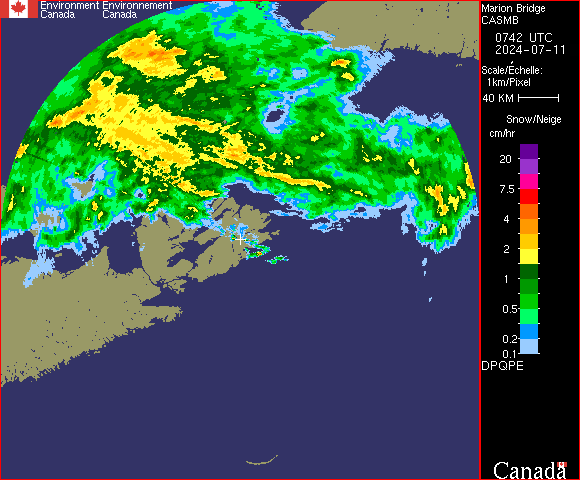 Environment Environnement
Canada Canada
Marion Bridge
CASMB
0742 UTC
2024-07-11
Scale/Échelle:
1km/Pixel
40 KM
Snow/Neige
cm/hr
20
7.5
4
2
1
0.5
0.2
0.1
DPQPE
Canada